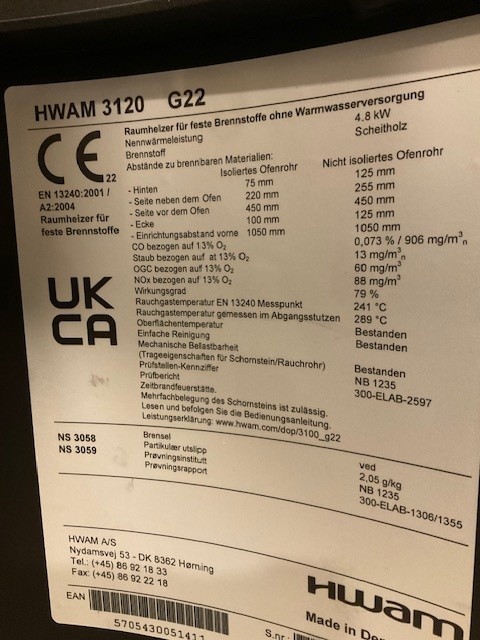 HWAM 3120 G22
CE
22
EN 13240:2001 /
A2:2004
Raumheizer für
feste Brennstoffe
UK
CA
Raumheizer für feste Brennstoffe ohne Warmwasserversorgung
Nennwärmeleistung 4.8 kW
Brennstoff Scheitholz
Abstände zu brennbaren Materialien:
Isoliertes Ofenrohr Nicht isoliertes Ofenrohr
- Hinten 75 mm 125 mm
- Seite neben dem Ofen 220 mm 255 mm
- Seite vor dem Ofen 450 mm 450 mm
- Ecke 100 mm 125 mm
- Einrichtungsabstand vorne 1050 mm 1050 mm
CO bezogen auf 13% O₂ 0,073 % / 906 mg/m³ₙ
Staub bezogen auf at 13% O₂ 13 mg/m³ₙ
OGC bezogen auf 13% O₂ 60 mg/m³
NOx bezogen auf 13% O₂ 88 mg/m³
Wirkungsgrad 79 %
Rauchgastemperatur EN 13240 Messpunkt 241 °C
Rauchgastemperatur gemessen im Abgangsstutzen 289 °C
Oberflächentemperatur Bestanden
Einfache Reinigung Bestanden
Mechanische Belastbarheit
(Trageeigenschaften für Schornstein/Rauchrohr) Bestanden
Prüfstellen-Kennziffer NB 1235
Prüfbericht 300-ELAB-2597
Zeitbrandfeuerstätte.
Mehrfachbelegung des Schornsteins ist zulässig.
Lesen und befolgen Sie die Bedienungsanleitung.
Leistungserklärung: www.hwam.com/dop/3100_g22
NS 3058
NS 3059
Brensel ved
Partikulær utslipp 2,05 g/kg
Prøvningsinstitutt NB 1235
Prøvningsrapport 300-ELAB-1306/1355
HWAM A/S
Nydamsvej 53 - DK 8362 Hørning
Tel.: (+45) 86 92 18 33
Fax: (+45) 86 92 22 18
HWAM
Made in
EAN
5705430051411
S.nr.: